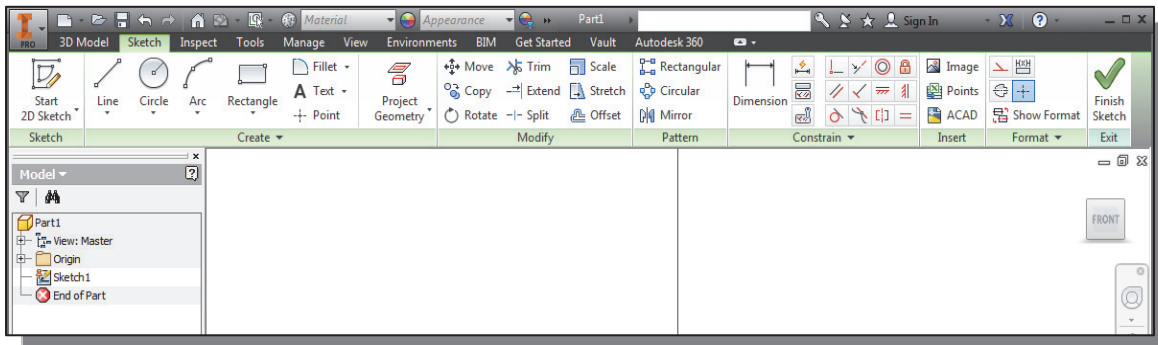 Material Appearance Part1 Sign In
PRO 3D Model Sketch Inspect Tools Manage View Environments BIM Get Started Vault Autodesk 360
Fillet Move Trim Scale Rectangular Image
Text Copy Extend Stretch Circular Points
Start 2D Sketch Line Circle Arc Rectangle Point Project Geometry Rotate Split Offset Mirror Dimension ACAD Show Format Finish Sketch
Sketch Create Modify Pattern Constrain Insert Format Exit
Model
Part1
View: Master
Origin
Sketch1
End of Part
FRONT